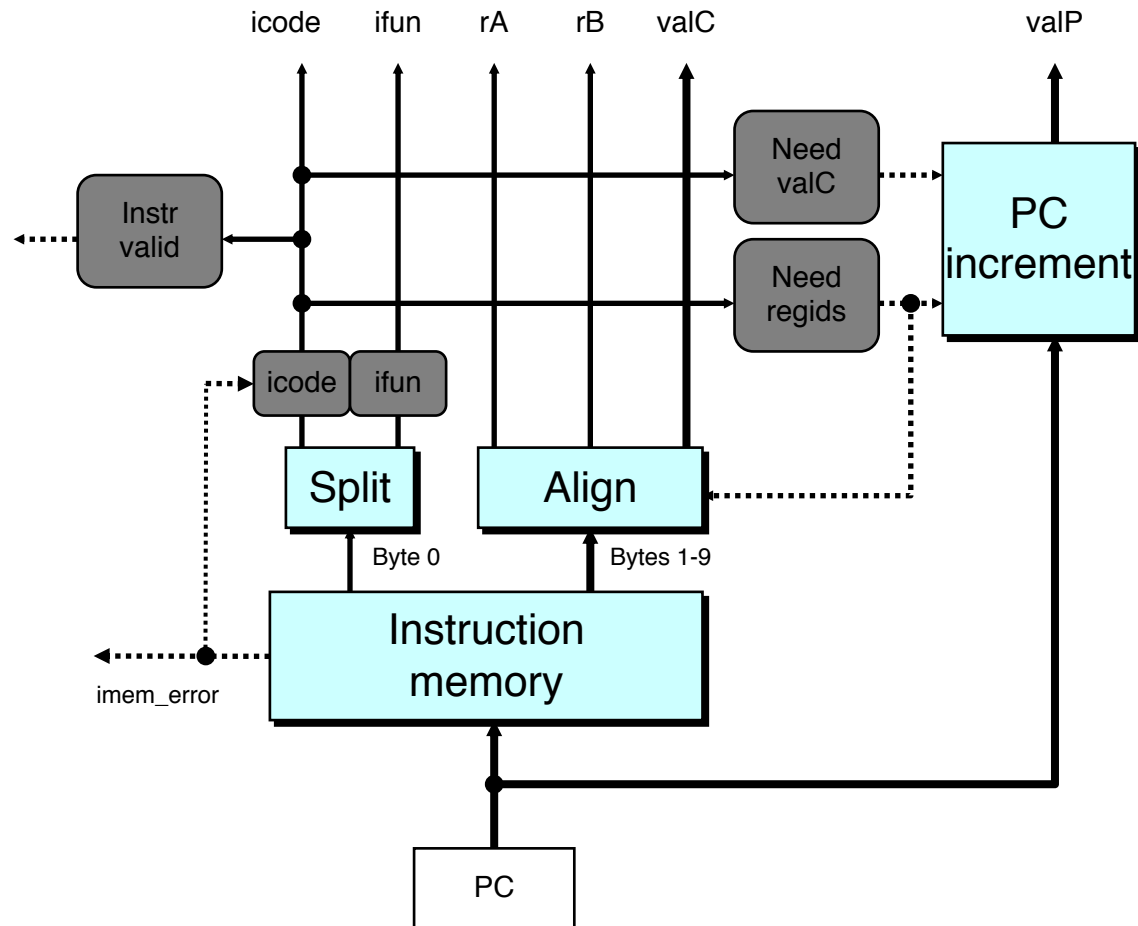 icode ifun rA rB valC valP
Need
valC
PC
increment
Instr
valid
Need
regids
icode ifun
Split
Align
Byte 0
Bytes 1-9
Instruction
memory
imem_error
PC